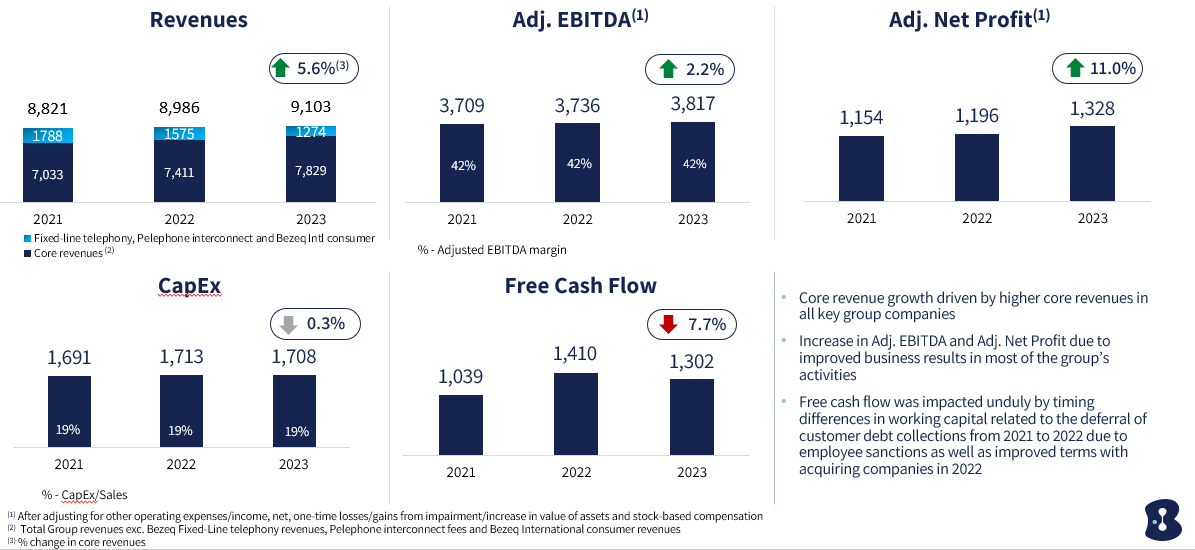 Revenues
5.6%(3)
8,821
8,986
9,103
1788
1575
1274
7,033
7,411
7,829
2021
2022
2023
Fixed-line telephony, Pelephone interconnect and Bezeq Intl consumer
Core revenues (2)
Adj. EBITDA(1)
2.2%
3,709
3,736
3,817
42%
42%
42%
2021
2022
2023
% - Adjusted EBITDA margin
Adj. Net Profit(1)
11.0%
1,154
1,196
1,328
2021
2022
2023
CapEx
0.3%
1,691
1,713
1,708
19%
19%
19%
2021
2022
2023
% - CapEx/Sales
Free Cash Flow
7.7%
1,039
1,410
1,302
2021
2022
2023
• Core revenue growth driven by higher core revenues in
all key group companies
• Increase in Adj. EBITDA and Adj. Net Profit due to
improved business results in most of the group's
activities
• Free cash flow was impacted unduly by timing
differences in working capital related to the deferral of
customer debt collections from 2021 to 2022 due to
employee sanctions as well as improved terms with
acquiring companies in 2022
(1) After adjusting for other operating expenses/income, net, one-time losses/gains from impairment/increase in value of assets and stock-based compensation
(2) Total Group revenues exc. Bezeq Fixed-Line telephony revenues, Pelephone interconnect fees and Bezeq International consumer revenues
(3) % change in core revenues